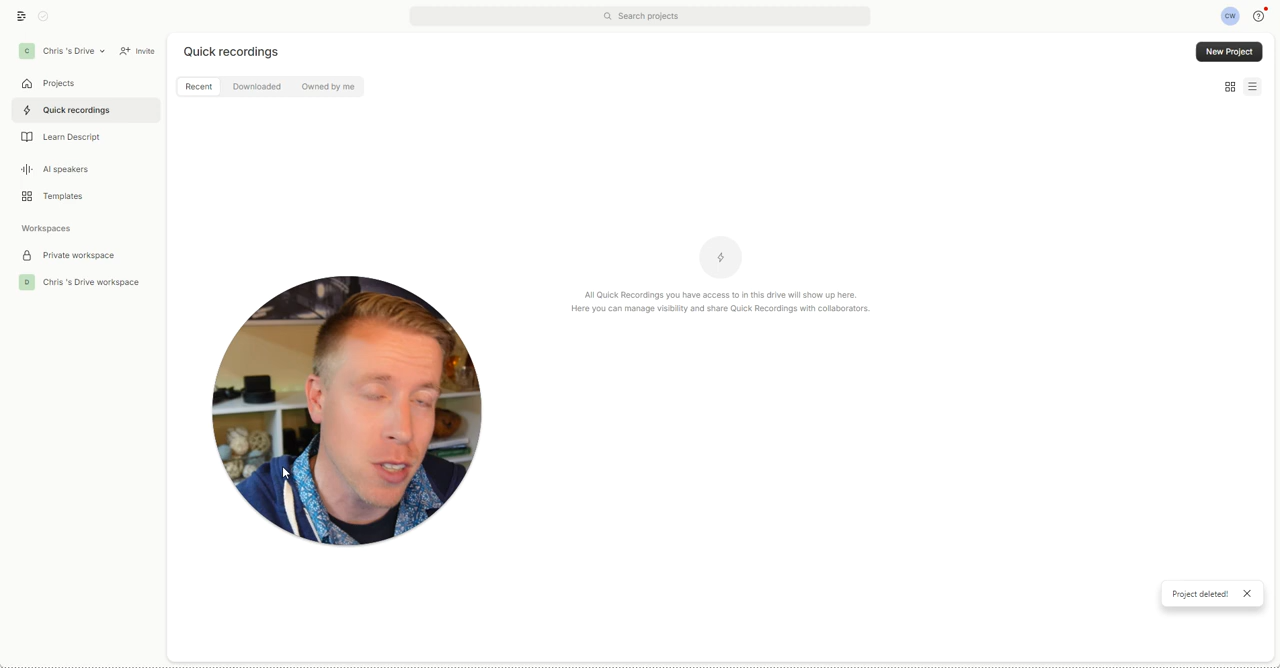 Search projects
CW
C
Chris 's Drive
Invite
Projects
Quick recordings
Learn Descript
AI speakers
Templates
Workspaces
Private workspace
D
Chris 's Drive workspace
Quick recordings
New Project
Recent
Downloaded
Owned by me
All Quick Recordings you have access to in this drive will show up here.
Here you can manage visibility and share Quick Recordings with collaborators.
Project deleted!